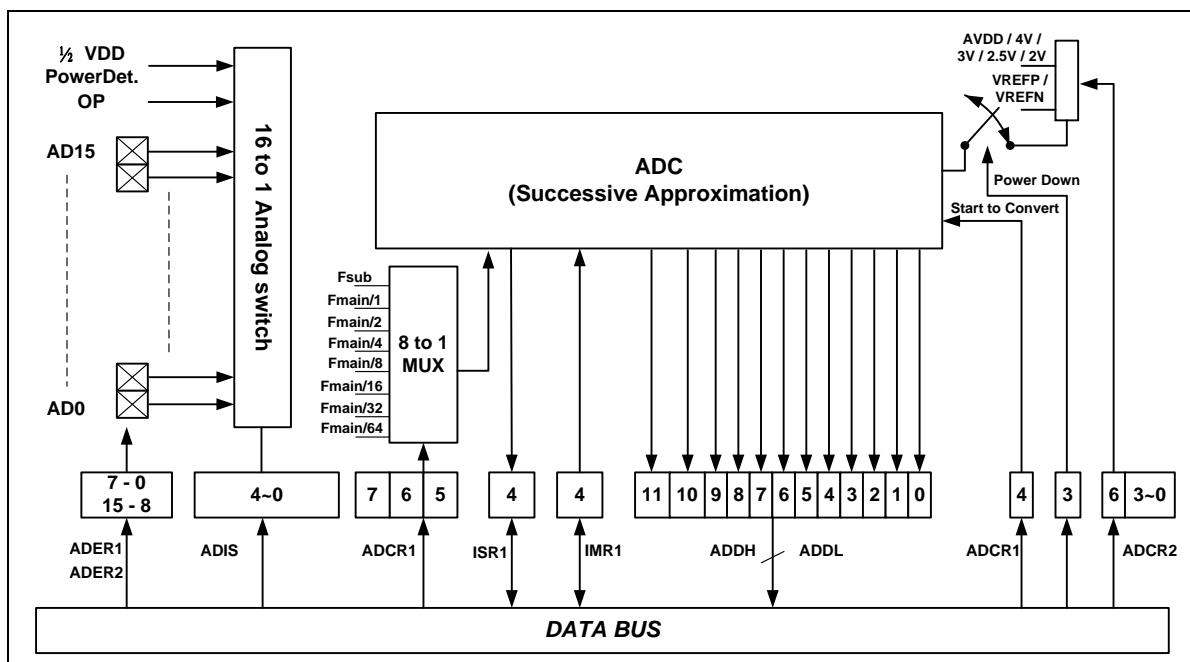 ½ VDD
PowerDet.
OP
AD15
AD0
16 to 1 Analog switch
ADC
(Successive Approximation)
AVDD / 4V /
3V / 2.5V / 2V
VREFP /
VREFN
Power Down
Start to Convert
Fsub
Fmain/1
Fmain/2
Fmain/4
Fmain/8
Fmain/16
Fmain/32
Fmain/64
8 to 1
MUX
7 - 0
15 - 8
4~0
7 6 5
4
4
11 10 9 8 7 6 5 4 3 2 1 0
4
3
6 3~0
ADER1
ADER2
ADIS
ADCR1
ISR1
IMR1
ADDH
ADDL
ADCR1
ADCR2
DATA BUS